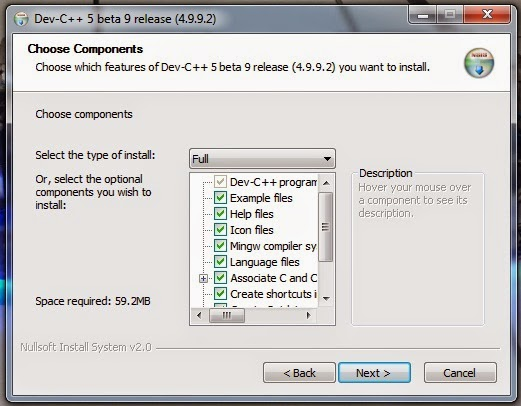 Dev-C++ 5 beta 9 release (4.9.9.2)
Choose Components
Choose which features of Dev-C++ 5 beta 9 release (4.9.9.2) you want to install.
Choose components
Select the type of install:
Full
Or, select the optional
components you wish to
install:
Dev-C++ program
Example files
Help files
Icon files
Mingw compiler sy
Language files
Associate C and C
Create shortcuts i
Description
Hover your mouse over
a component to see its
description.
Space required: 59.2MB
Nullsoft Install System v2.0
< Back
Next >
Cancel